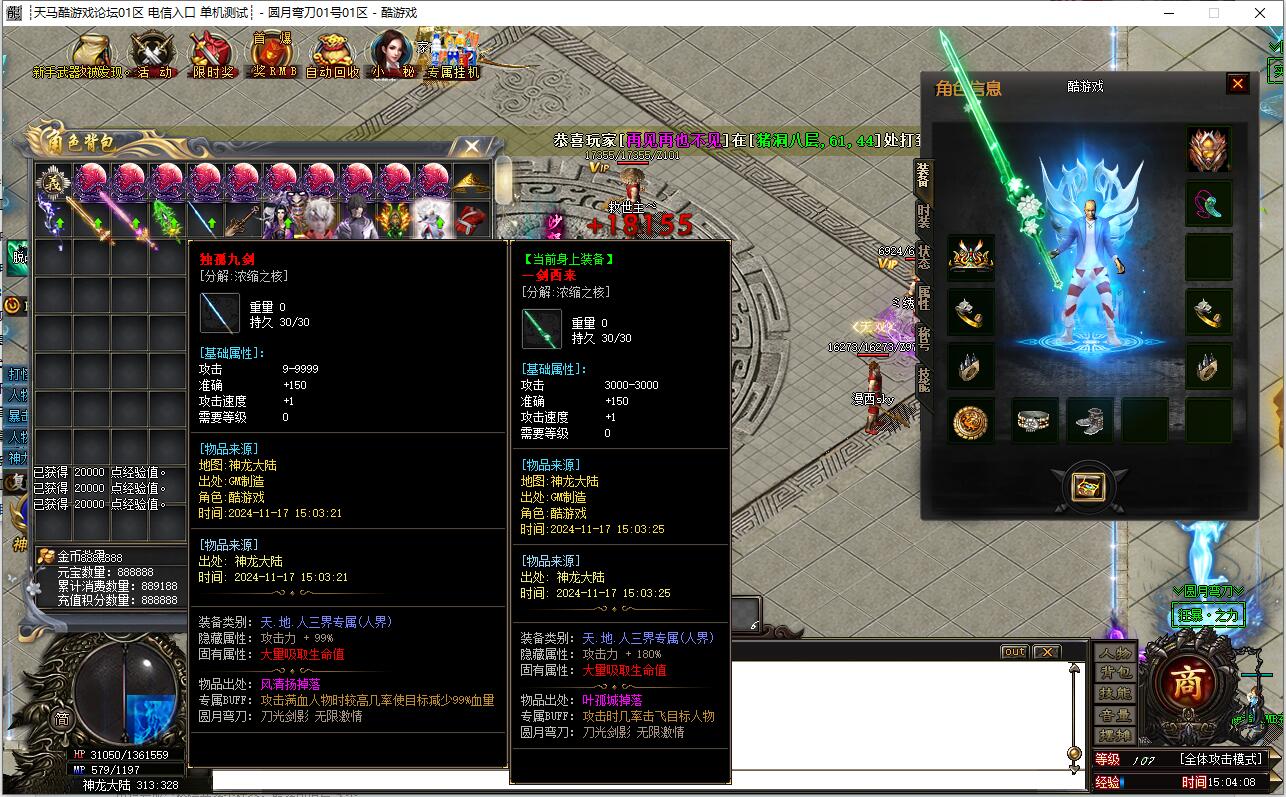 天马酷游戏论坛01区 电信入口 单机测试 - 圆月弯刀01号01区 - 酷游戏
新手武器
被发现。
活 动
限时奖
首 爆
奖RMB
自动回收
小 秘
专属挂机
角色背包
恭喜玩家[再见再也不见]在[猪洞八层,61,44]处打
17355/17355/Z101
VIP
救世主
+18155
6924/6
VIP
<天戏>
16273/16273/Z9
漫西sky
角色信息
酷游戏
装备
时装
状态
属性
称号
技能
独孤九剑
[分解:浓缩之核]
重量 0
持久 30/30
[基础属性]:
攻击 9-9999
准确 +150
攻击速度 +1
需要等级 0
[物品来源]
地图:神龙大陆
出处:GM制造
角色:酷游戏
时间:2024-11-17 15:03:21
[物品来源]
出处: 神龙大陆
时间: 2024-11-17 15:03:21
装备类别: 天.地.人三界专属(人界)
隐藏属性: 攻击力 + 99%
固有属性: 大量吸取生命值
物品出处: 风清扬掉落
专属BUFF: 攻击满血人物时较高几率使目标减少99%血量
圆月弯刀: 刀光剑影 无限激情
【当前身上装备】
一剑西来
[分解:浓缩之核]
重量 0
持久 30/30
[基础属性]:
攻击 3000-3000
准确 +150
攻击速度 +1
需要等级 0
[物品来源]
地图:神龙大陆
出处:GM制造
角色:酷游戏
时间:2024-11-17 15:03:25
[物品来源]
出处: 神龙大陆
时间: 2024-11-17 15:03:25
装备类别: 天.地.人三界专属(人界)
隐藏属性: 攻击力 + 180%
固有属性: 大量吸取生命值
物品出处: 叶孤城掉落
专属BUFF: 攻击时几率击飞目标人物
圆月弯刀: 刀光剑影 无限激情
已获得 20000 点经验值。
已获得 20000 点经验值。
已获得 20000 点经验值。
元宝数量: 888888
累计消费数量: 889188
充值积分数量: 888888
简
HP 31050/1361559
MP 579/1197
神龙大陆 313:328
out
圆月弯刀
狂暴·之力
人物
背包
技能
音量
摆摊
商
等级 107
[全体攻击模式]
经验
时间15:04:08